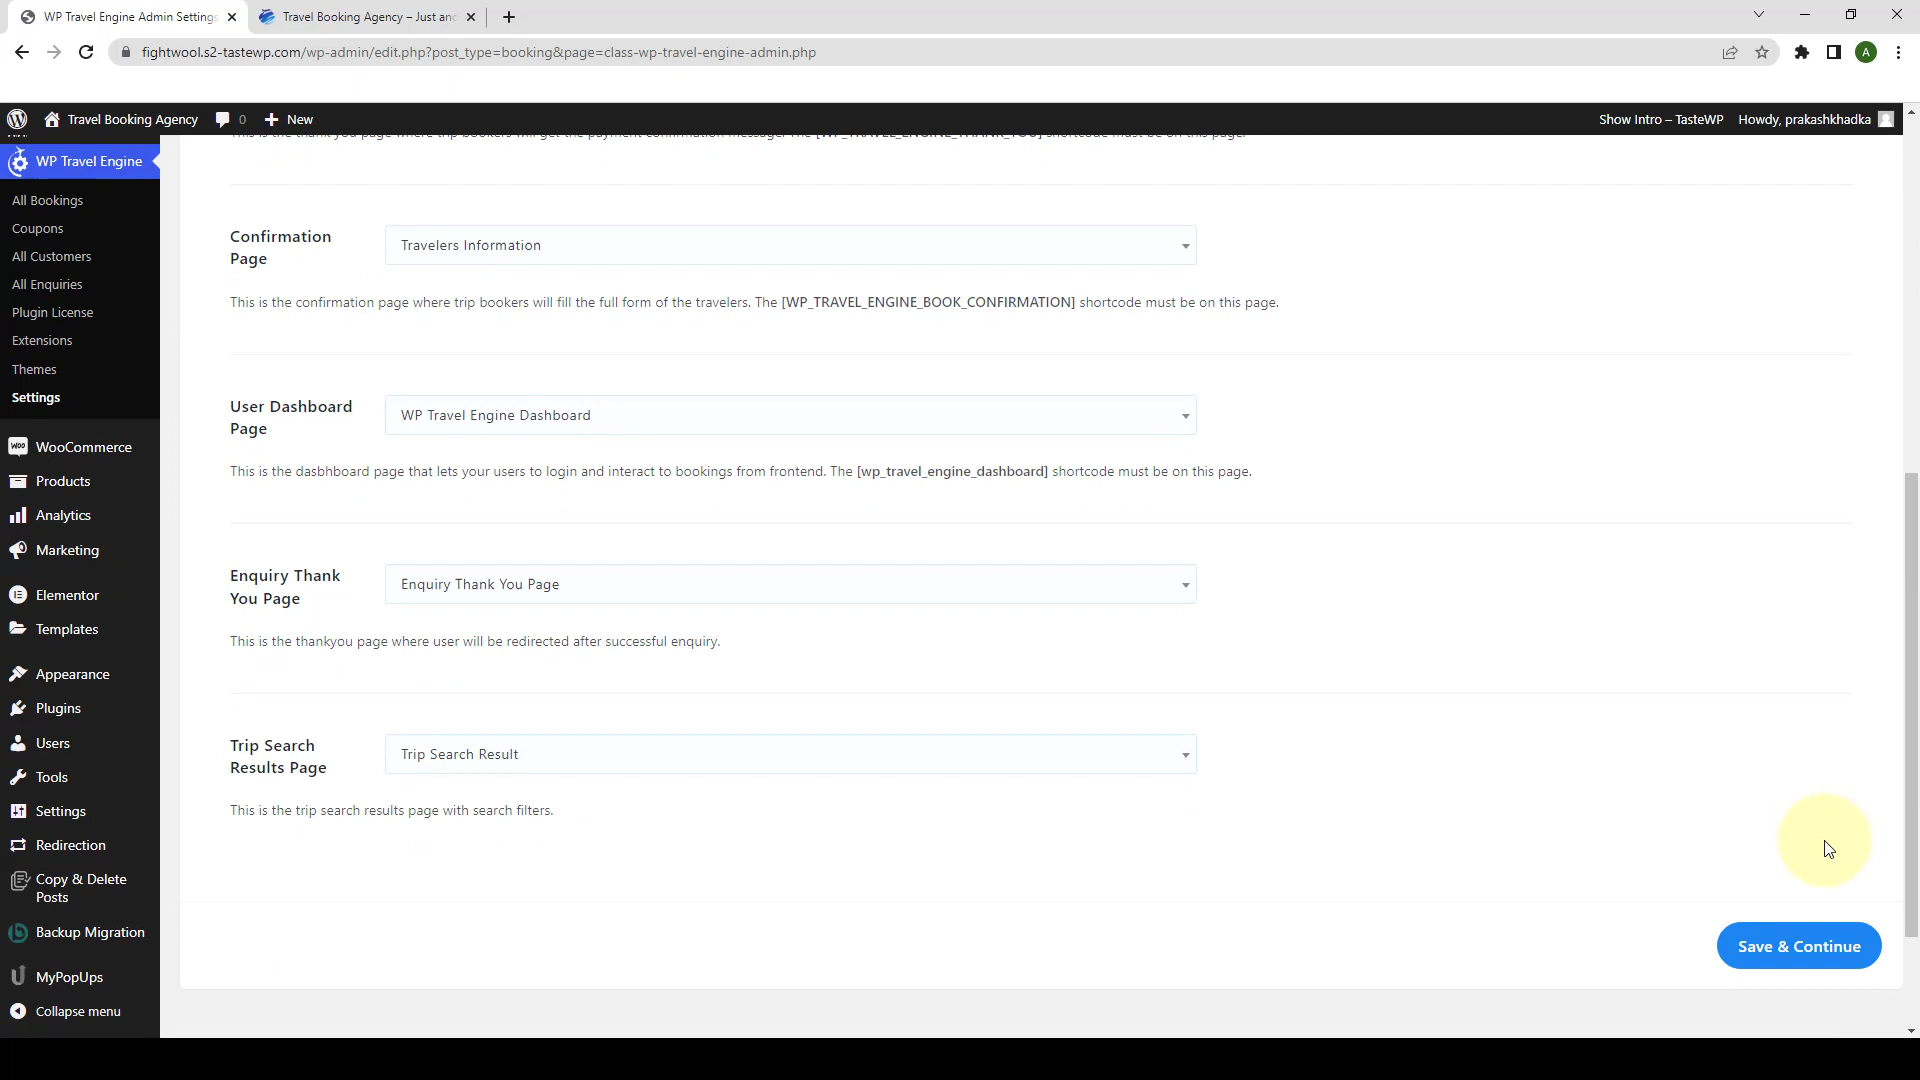 WP Travel Engine Admin Settings
Travel Booking Agency – Just ano
fightwool.s2-tastewp.com/wp-admin/edit.php?post_type=booking&page=class-wp-travel-engine-admin.php
A
Travel Booking Agency
0
New
Show Intro – TasteWP
Howdy, prakashkhadka
WP Travel Engine
All Bookings
Coupons
All Customers
All Enquiries
Plugin License
Extensions
Themes
Settings
WooCommerce
Products
Analytics
Marketing
Elementor
Templates
Appearance
Plugins
Users
Tools
Settings
Redirection
Copy & Delete
Posts
Backup Migration
MyPopUps
Collapse menu
This is the thank you page where trip bookers will get the payment confirmation message. The [WP_TRAVEL_ENGINE_THANK_YOU] shortcode must be on this page.
Confirmation
Page
Travelers Information
This is the confirmation page where trip bookers will fill the full form of the travelers. The [WP_TRAVEL_ENGINE_BOOK_CONFIRMATION] shortcode must be on this page.
User Dashboard
Page
WP Travel Engine Dashboard
This is the dasbhboard page that lets your users to login and interact to bookings from frontend. The [wp_travel_engine_dashboard] shortcode must be on this page.
Enquiry Thank
You Page
Enquiry Thank You Page
This is the thankyou page where user will be redirected after successful enquiry.
Trip Search
Results Page
Trip Search Result
This is the trip search results page with search filters.
Save & Continue